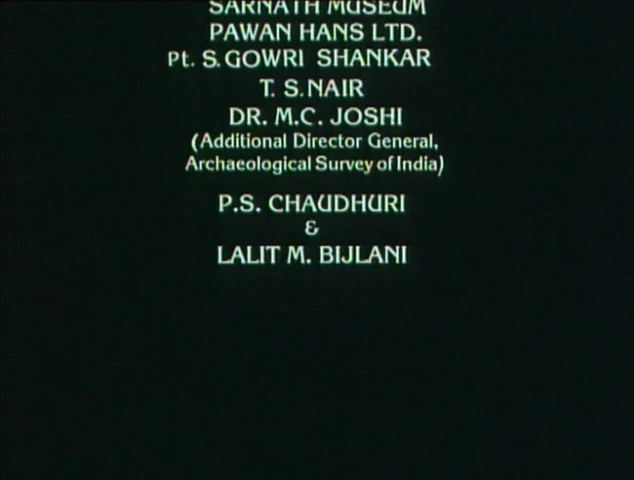 SARNATH MUSEUM
PAWAN HANS LTD.
Pt. S. GOWRI SHANKAR
T. S. NAIR
DR. M.C. JOSHI
(Additional Director General,
Archaeological Survey of India)
P.S. CHAUDHURI
&
LALIT M. BIJLANI